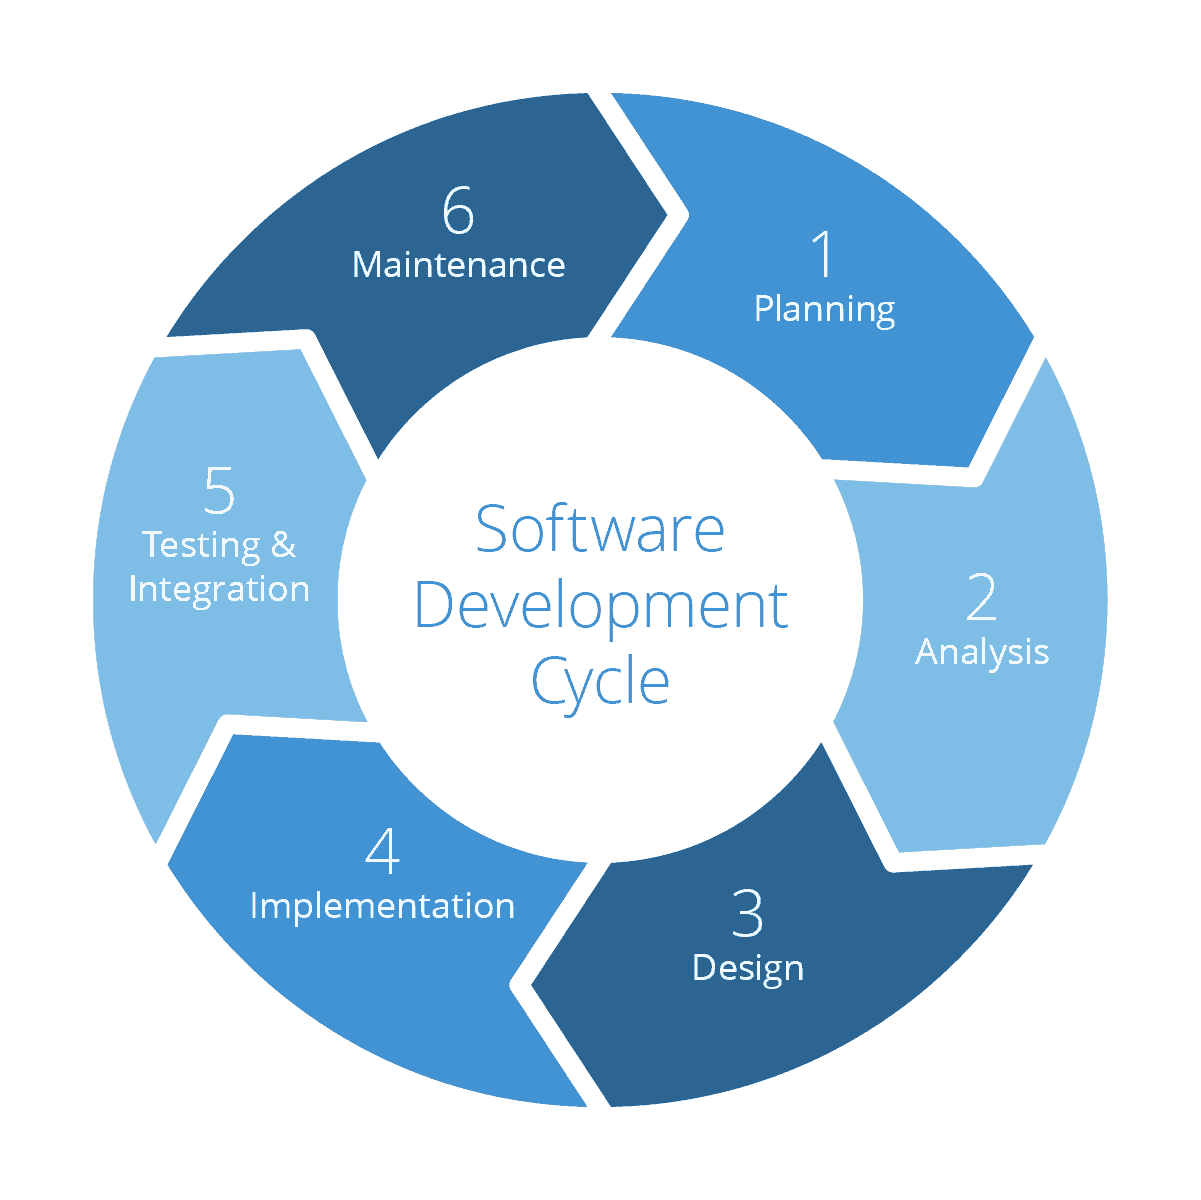 Software
Development
Cycle
1
Planning
2
Analysis
3
Design
4
Implementation
5
Testing &
Integration
6
Maintenance